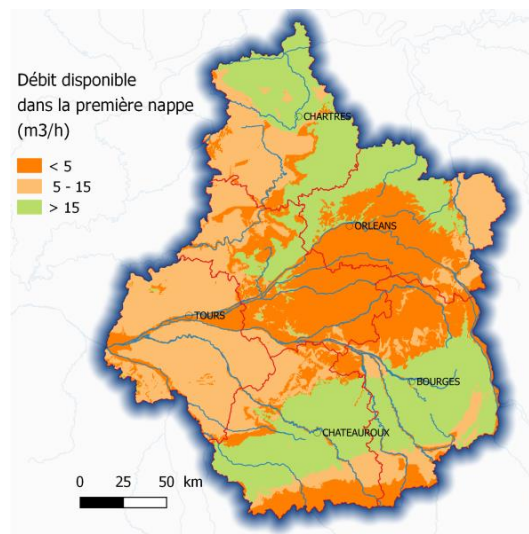 Débit disponible
dans la première nappe
(m3/h)
< 5
5 - 15
> 15
CHARTRES
ORLEANS
TOURS
BOURGES
CHATEAUROUX
0 25 50 km